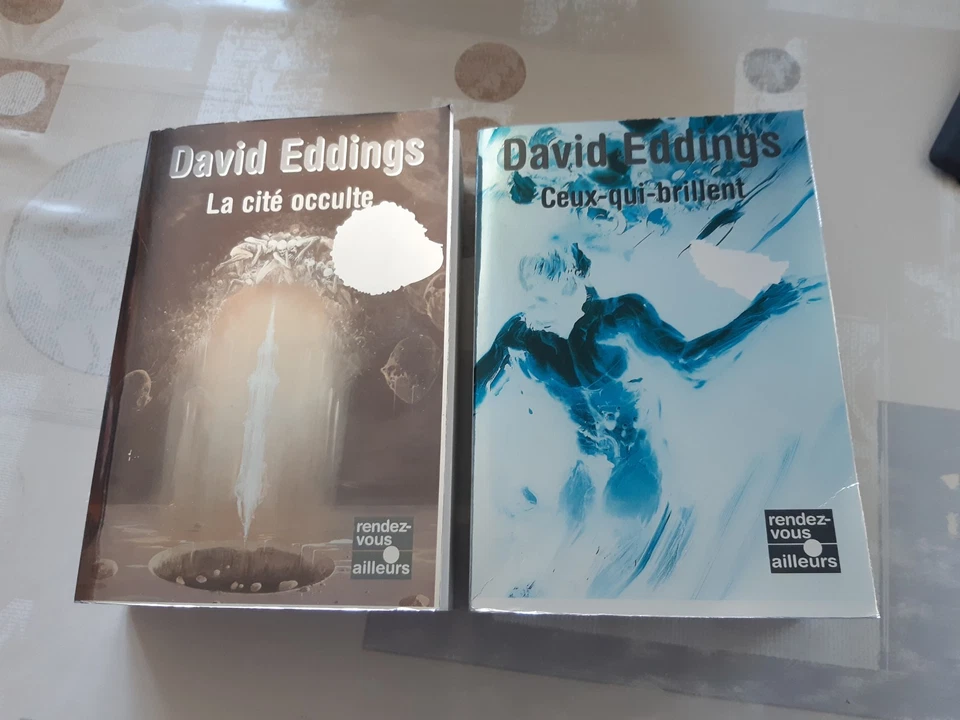 David Eddings
La cité occulte
rendez-
vous
ailleurs
David Eddings
Ceux-qui-brillent
rendez-
vous
ailleurs